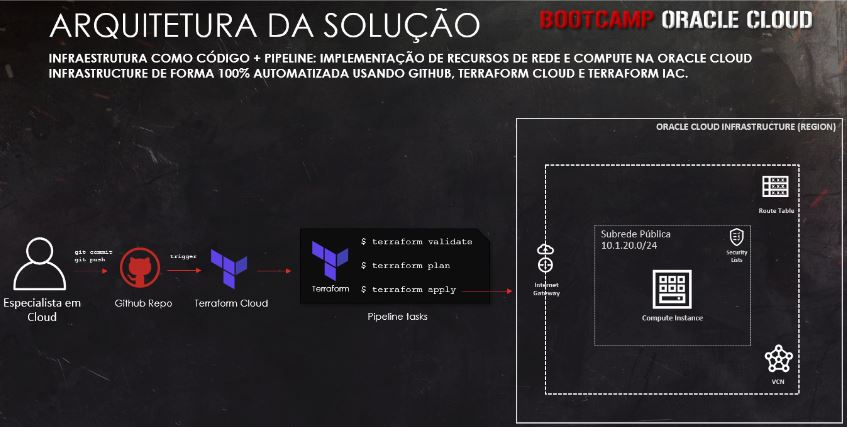 ARQUITETURA DA SOLUÇÃO
BOOTCAMP ORACLE CLOUD
INFRAESTRUTURA COMO CÓDIGO + PIPELINE: IMPLEMENTAÇÃO DE RECURSOS DE REDE E COMPUTE NA ORACLE CLOUD
INFRASTRUCTURE DE FORMA 100% AUTOMATIZADA USANDO GITHUB, TERRAFORM CLOUD E TERRAFORM IAC.
ORACLE CLOUD INFRASTRUCTURE (REGION)
Route Table
Subrede Pública
10.1.20.0/24
Security
Lists
Internet
Gateway
Compute Instance
VCN
git commit
git push
trigger
$ terraform validate
$ terraform plan
$ terraform apply
Terraform
Especialista em
Cloud
Github Repo
Terraform Cloud
Pipeline tasks